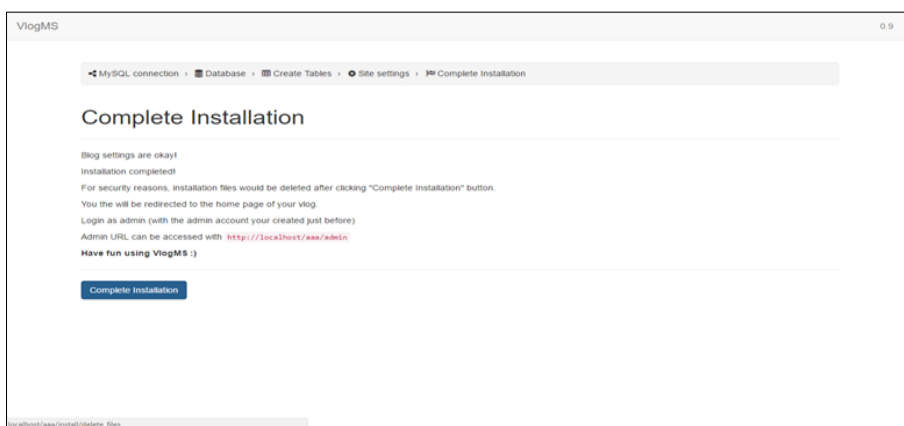 VlogMS 0.9
MySQL connection › Database › Create Tables › Site settings › Complete Installation
Complete Installation
Blog settings are okay!
Installation completed!
For security reasons, installation files would be deleted after clicking "Complete Installation" button.
You the will be redirected to the home page of your vlog.
Login as admin (with the admin account your created just before)
Admin URL can be accessed with http://localhost/aaa/admin
Have fun using VlogMS :)
Complete Installation
localhost/aaa/install/delete_files